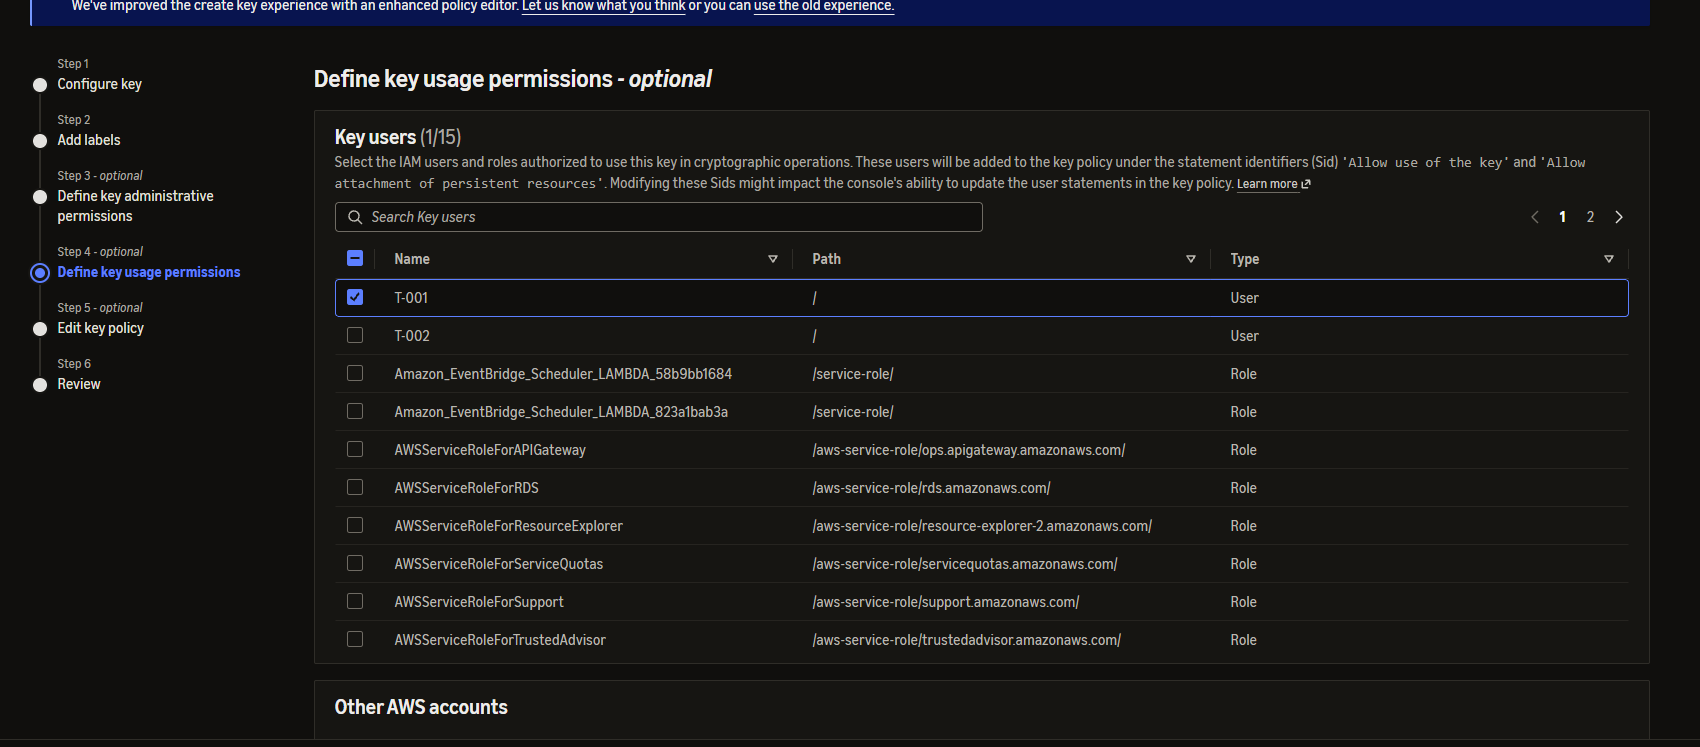 We've improved the create key experience with an enhanced policy editor. Let us know what you think or you can use the old experience.
Step 1
Configure key
Step 2
Add labels
Step 3 - optional
Define key administrative
permissions
Step 4 - optional
Define key usage permissions
Step 5 - optional
Edit key policy
Step 6
Review
Define key usage permissions - optional
Key users (1/15)
Select the IAM users and roles authorized to use this key in cryptographic operations. These users will be added to the key policy under the statement identifiers (Sid) 'Allow use of the key' and 'Allow
attachment of persistent resources'. Modifying these Sids might impact the console's ability to update the user statements in the key policy. Learn more
Search Key users
1 2
Name Path Type
T-001 / User
T-002 / User
Amazon_EventBridge_Scheduler_LAMBDA_58b9bb1684 /service-role/ Role
Amazon_EventBridge_Scheduler_LAMBDA_823a1bab3a /service-role/ Role
AWSServiceRoleForAPIGateway /aws-service-role/ops.apigateway.amazonaws.com/ Role
AWSServiceRoleForRDS /aws-service-role/rds.amazonaws.com/ Role
AWSServiceRoleForResourceExplorer /aws-service-role/resource-explorer-2.amazonaws.com/ Role
AWSServiceRoleForServiceQuotas /aws-service-role/servicequotas.amazonaws.com/ Role
AWSServiceRoleForSupport /aws-service-role/support.amazonaws.com/ Role
AWSServiceRoleForTrustedAdvisor /aws-service-role/trustedadvisor.amazonaws.com/ Role
Other AWS accounts